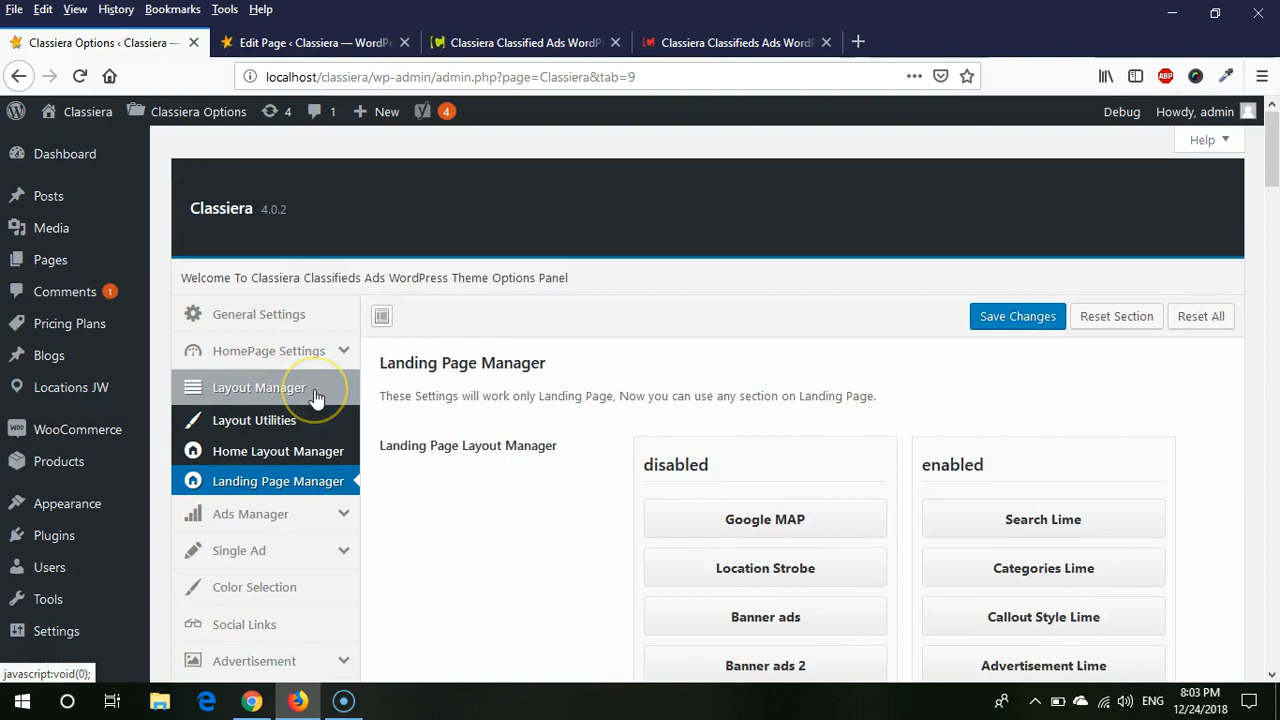 File Edit View History Bookmarks Tools Help
Classiera Options ‹ Classiera —
Edit Page ‹ Classiera — WordP
Classiera Classified Ads WordP
Classiera Classifieds Ads WordP
localhost/classiera/wp-admin/admin.php?page=Classiera&tab=9
ABP
Classiera Classiera Options 4 1 New 4 Debug Howdy, admin
Help
Dashboard
Posts
Media
Pages
Comments 1
Pricing Plans
Blogs
Locations JW
WooCommerce
Products
Appearance
Plugins
Users
Tools
Settings
Classiera 4.0.2
Welcome To Classiera Classifieds Ads WordPress Theme Options Panel
General Settings
HomePage Settings
Layout Manager
Layout Utilities
Home Layout Manager
Landing Page Manager
Ads Manager
Single Ad
Color Selection
Social Links
Advertisement
Save Changes Reset Section Reset All
Landing Page Manager
These Settings will work only Landing Page, Now you can use any section on Landing Page.
Landing Page Layout Manager
disabled
Google MAP
Location Strobe
Banner ads
Banner ads 2
enabled
Search Lime
Categories Lime
Callout Style Lime
Advertisement Lime
javascript:void(0);
ENG
8:03 PM
12/24/2018